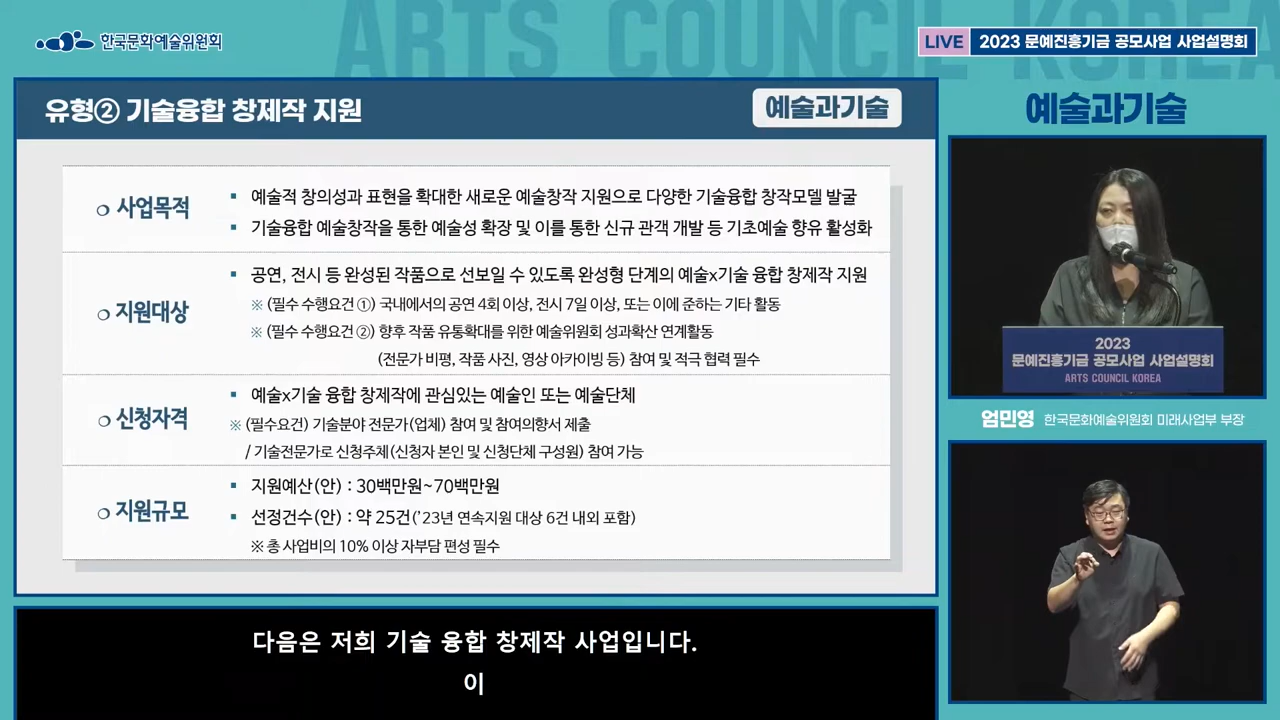 ARTS COUNCIL KOREA
한국문화예술위원회
LIVE 2023 문예진흥기금 공모사업 사업설명회
유형② 기술융합 창제작 지원
예술과기술
사업목적
▪ 예술적 창의성과 표현을 확대한 새로운 예술창작 지원으로 다양한 기술융합 창작모델 발굴
▪ 기술융합 예술창작을 통한 예술성 확장 및 이를 통한 신규 관객 개발 등 기초예술 향유 활성화
지원대상
▪ 공연, 전시 등 완성된 작품으로 선보일 수 있도록 완성형 단계의 예술x기술 융합 창제작 지원
※ (필수 수행요건 ①) 국내에서의 공연 4회 이상, 전시 7일 이상, 또는 이에 준하는 기타 활동
※ (필수 수행요건 ②) 향후 작품 유통확대를 위한 예술위원회 성과확산 연계활동
(전문가 비평, 작품 사진, 영상 아카이빙 등) 참여 및 적극 협력 필수
신청자격
▪ 예술x기술 융합 창제작에 관심있는 예술인 또는 예술단체
※ (필수요건) 기술분야 전문가(업체) 참여 및 참여의향서 제출
/ 기술전문가로 신청주체(신청자 본인 및 신청단체 구성원) 참여 가능
지원규모
▪ 지원예산(안) : 30백만원~70백만원
▪ 선정건수(안) : 약 25건(’23년 연속지원 대상 6건 내외 포함)
※ 총 사업비의 10% 이상 자부담 편성 필수
예술과기술
2023
문예진흥기금 공모사업 사업설명회
ARTS COUNCIL KOREA
엄민영 한국문화예술위원회 미래사업부 부장
다음은 저희 기술 융합 창제작 사업입니다.
이